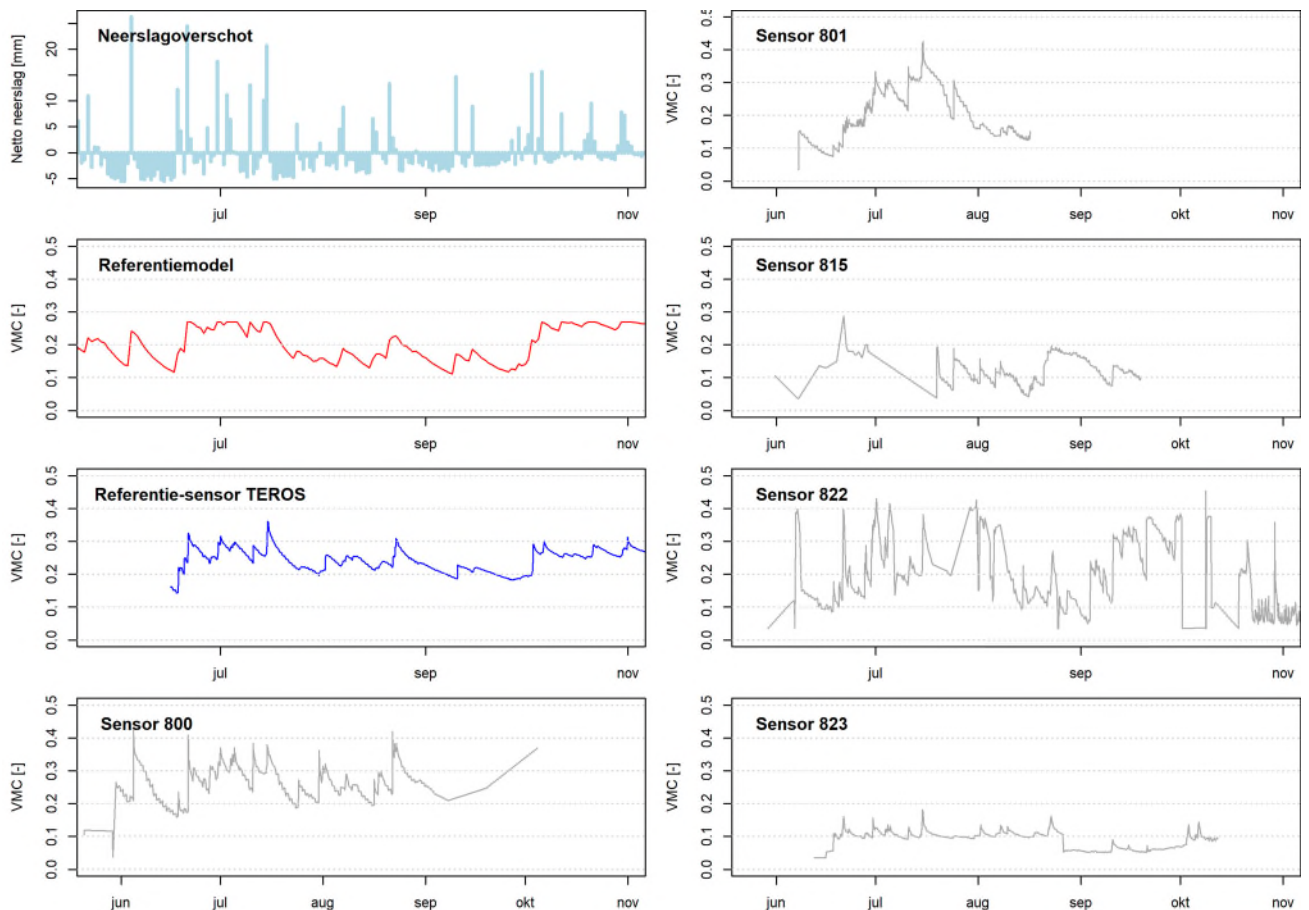 Neerslagoverschot
Netto neerslag [mm]
20
10
5
0
-5
jul
sep
nov
Sensor 801
VMC [-]
0.5
0.4
0.3
0.2
0.1
0.0
jun
jul
aug
sep
okt
nov
Referentiemodel
VMC [-]
0.5
0.4
0.3
0.2
0.1
0.0
jul
sep
nov
Sensor 815
VMC [-]
0.5
0.4
0.3
0.2
0.1
0.0
jun
jul
aug
sep
okt
nov
Referentie-sensor TEROS
VMC [-]
0.5
0.4
0.3
0.2
0.1
0.0
jul
sep
nov
Sensor 822
VMC [-]
0.5
0.4
0.3
0.2
0.1
0.0
jul
sep
nov
Sensor 800
VMC [-]
0.5
0.4
0.3
0.2
0.1
0.0
jun
jul
aug
sep
okt
nov
Sensor 823
VMC [-]
0.5
0.4
0.3
0.2
0.1
0.0
jun
jul
aug
sep
okt
nov